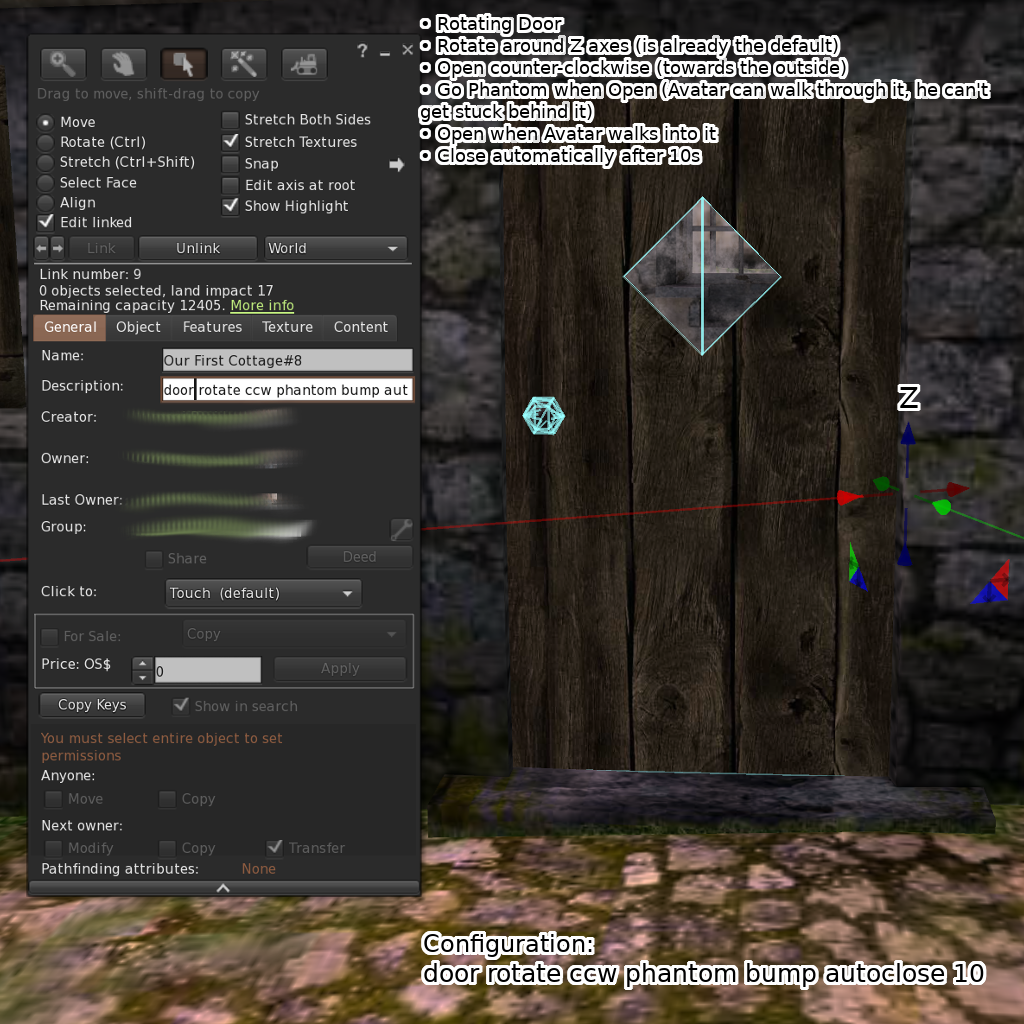 • Rotating Door
• Rotate around Z axes (is already the default)
• Open counter-clockwise (towards the outside)
• Go Phantom when Open (Avatar can walk through it, he can't
get stuck behind it)
• Open when Avatar walks into it
• Close automatically after 10s
?
Drag to move, shift-drag to copy
Move
Rotate (Ctrl)
Stretch (Ctrl+Shift)
Select Face
Align
Edit linked
Stretch Both Sides
Stretch Textures
Snap
Edit axis at root
Show Highlight
Link Unlink World
Link number: 9
0 objects selected, land impact 17
Remaining capacity 12405. More info
General Object Features Texture Content
Name: Our First Cottage#8
Description: door rotate ccw phantom bump aut
Creator:
Owner:
Last Owner:
Group:
Share Deed
Click to: Touch (default)
For Sale: Copy
Price: OS$ 0 Apply
Copy Keys Show in search
You must select entire object to set
permissions
Anyone:
Move Copy
Next owner:
Modify Copy Transfer
Pathfinding attributes: None
Z
Configuration:
door rotate ccw phantom bump autoclose 10